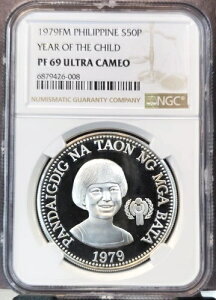 1979FM PHILIPPINE S50P
YEAR OF THE CHILD
PF 69 ULTRA CAMEO
6879426-008
NGC
NUMISMATIC GUARANTY COMPANY
PANDAIGDIG NA TAON NG MGA BATA
1979